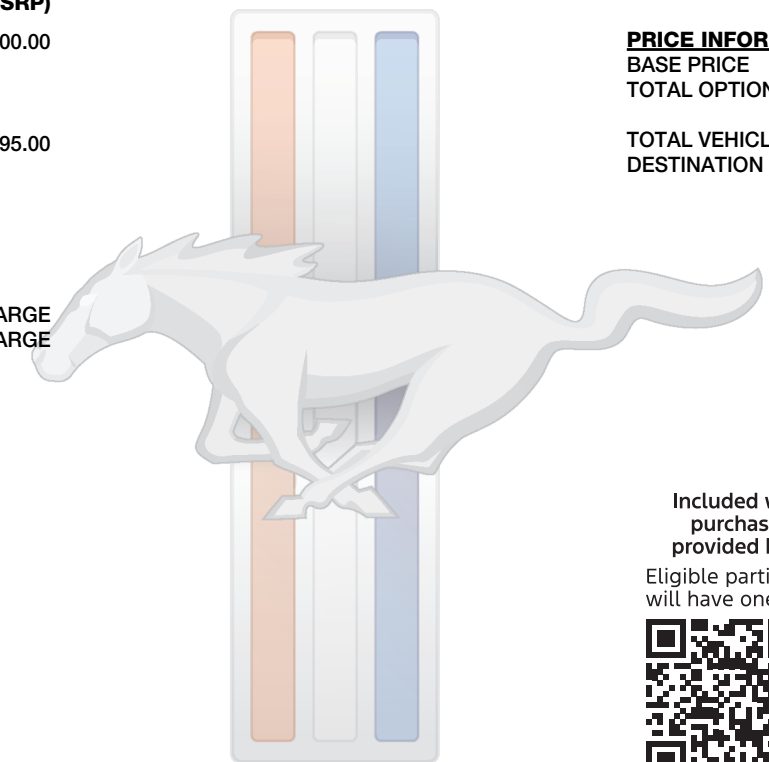 SRP)
00.00
95.00
ARGE
ARGE
PRICE INFOR
BASE PRICE
TOTAL OPTION
TOTAL VEHICL
DESTINATION
Included w
purchas
provided b
Eligible parti
will have one